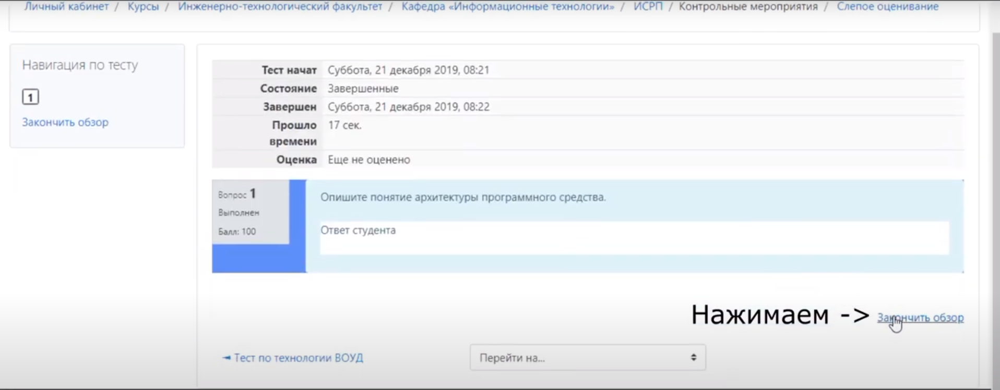 Личный кабинет / Курсы / Инженерно-технологический факультет / Кафедра «Информационные технологии» / ИСРП / Контрольные мероприятия / Слепое оценивание
Навигация по тесту
1
Закончить обзор
Тест начат Суббота, 21 декабря 2019, 08:21
Состояние Завершенные
Завершен Суббота, 21 декабря 2019, 08:22
Прошло времени 17 сек.
Оценка Еще не оценено
Вопрос 1
Выполнен
Балл: 100
Опишите понятие архитектуры программного средства.
Ответ студента
Нажимаем -> Закончить обзор
◄ Тест по технологии ВОУД
Перейти на...